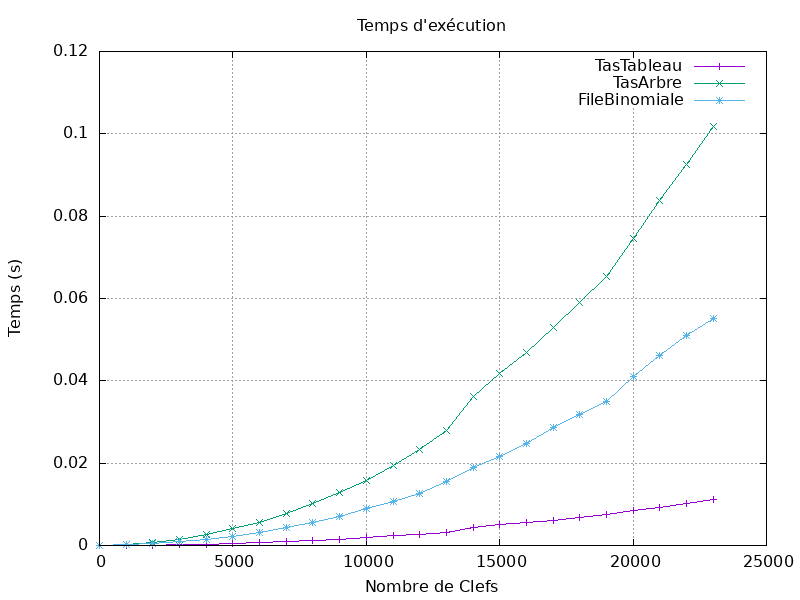 Temps d'exécution
TasTableau
TasArbre
FileBinomiale
0.12
0.1
0.08
0.06
0.04
0.02
0
Temps (s)
0 5000 10000 15000 20000 25000
Nombre de Clefs